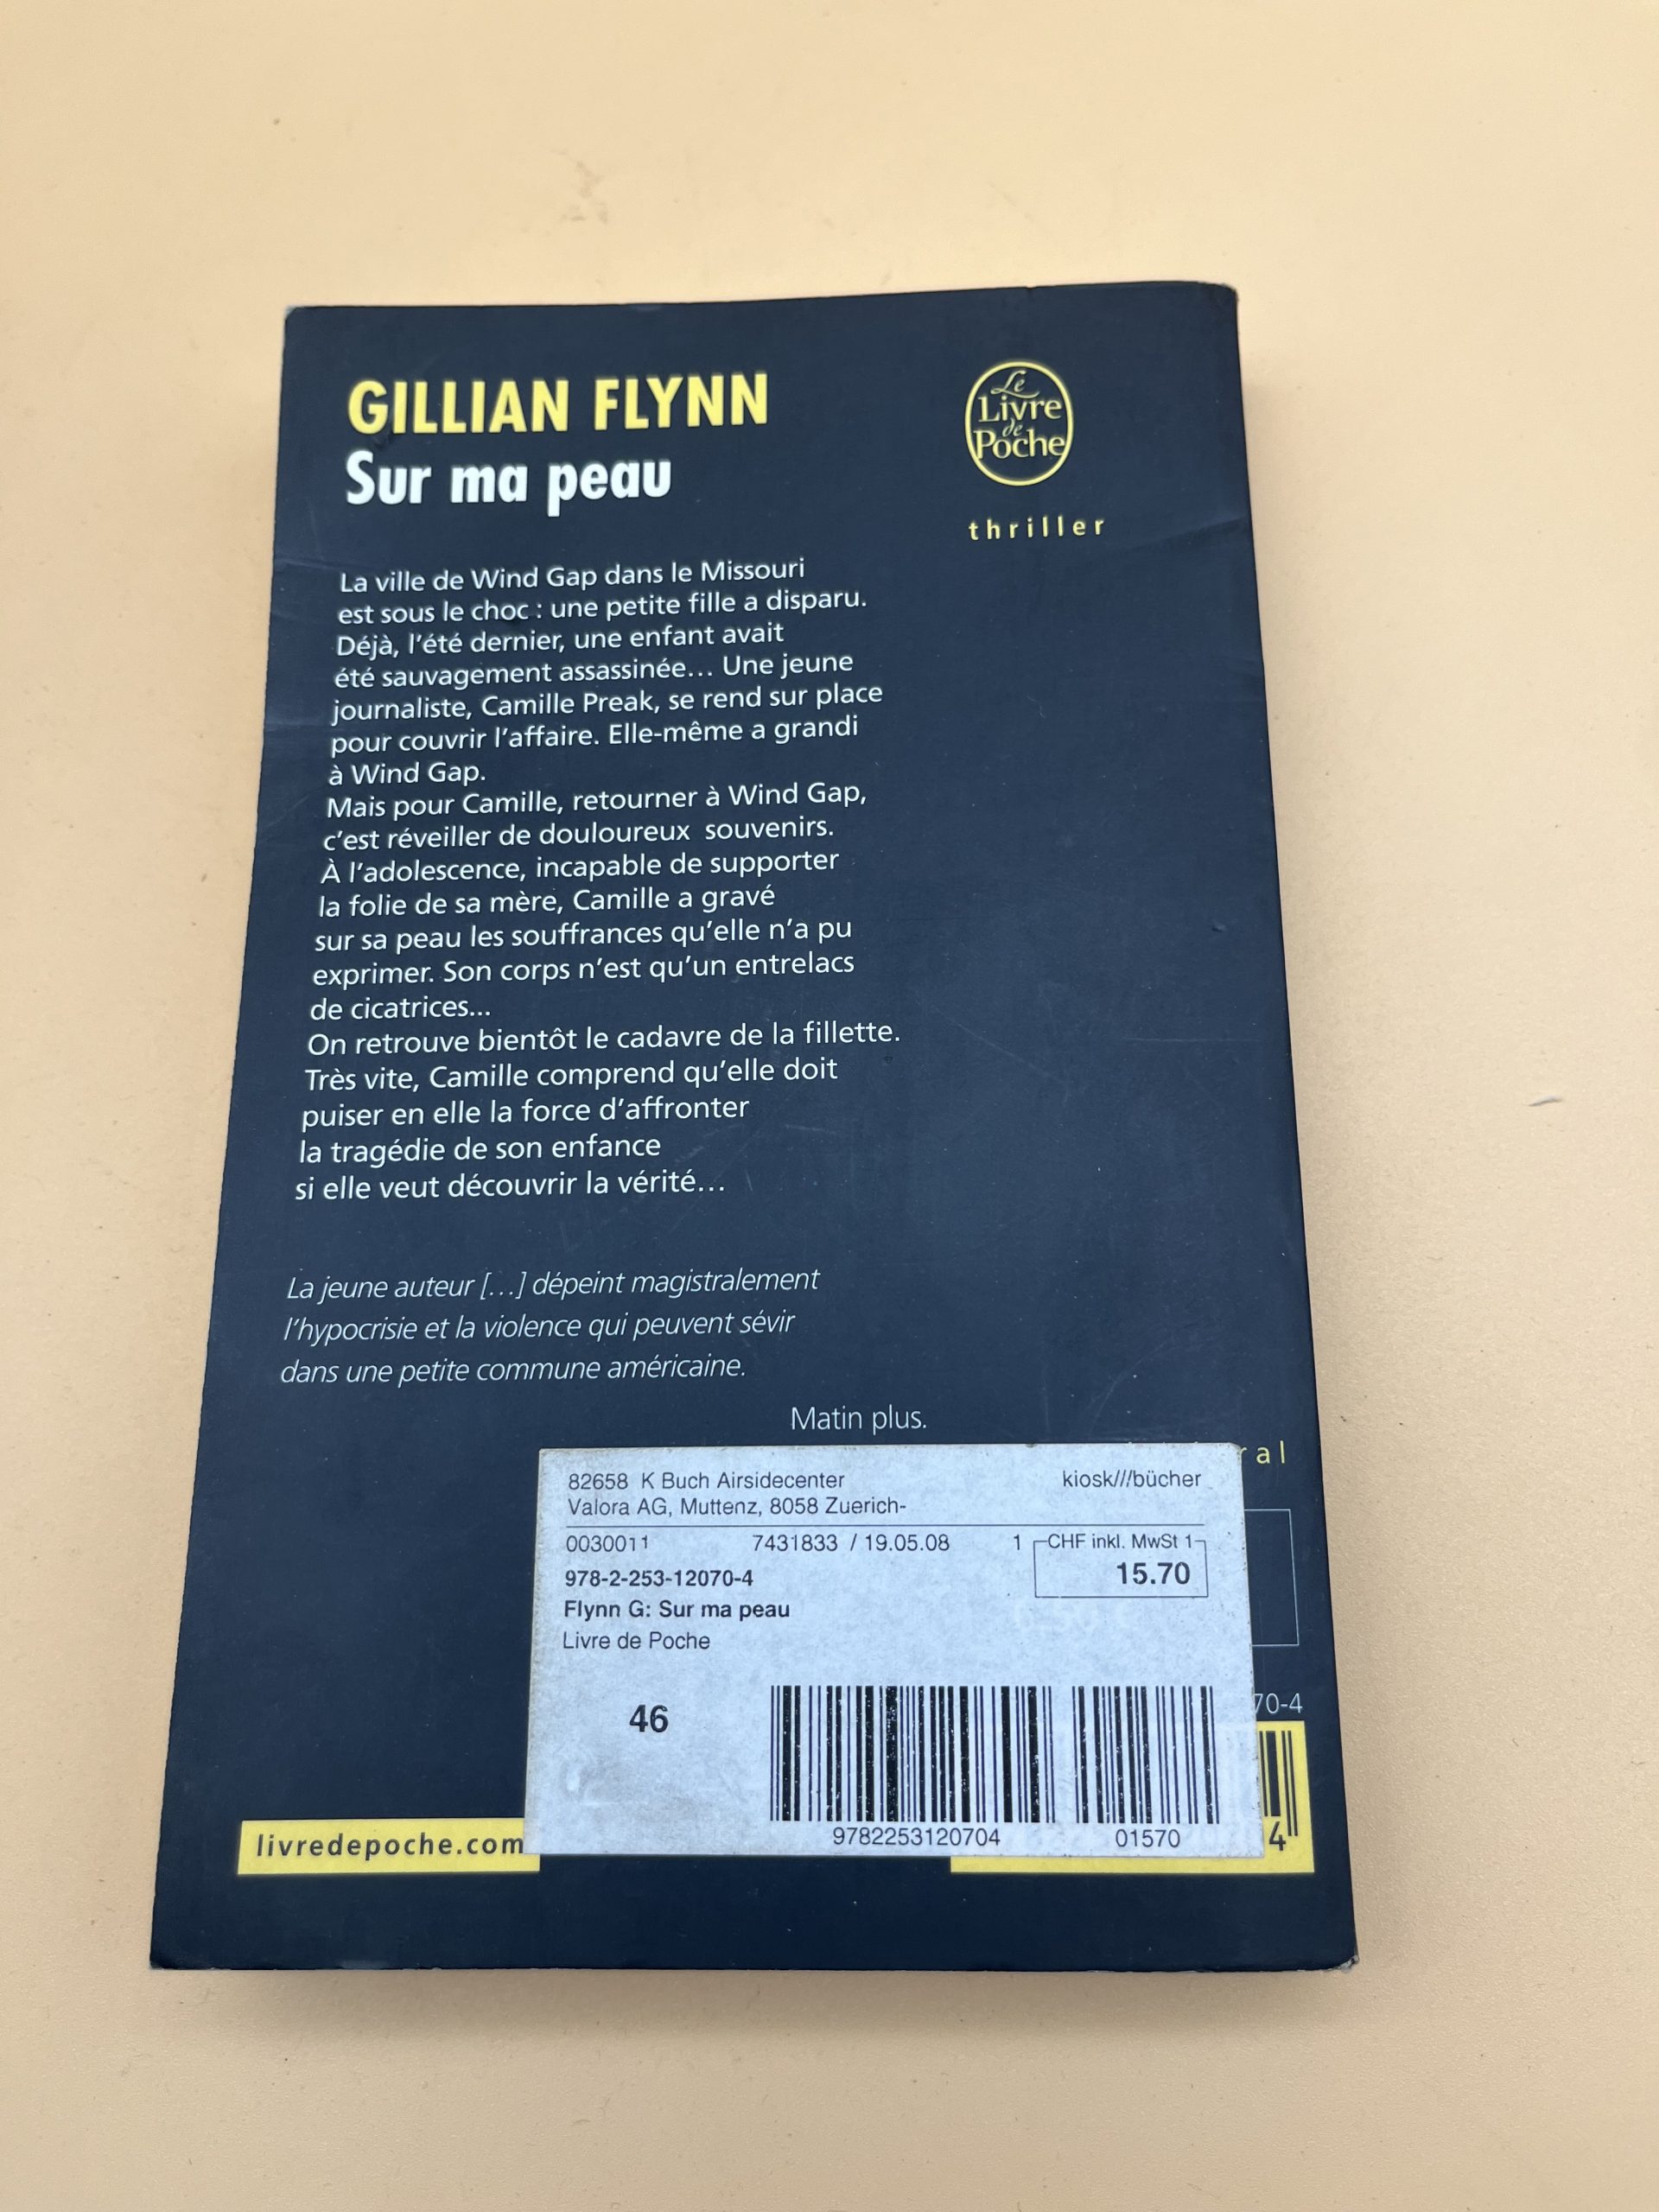 GILLIAN FLYNN
Sur ma peau
Le
Livre
de
Poche
thriller
La ville de Wind Gap dans le Missouri
est sous le choc : une petite fille a disparu.
Déjà, l'été dernier, une enfant avait
été sauvagement assassinée... Une jeune
journaliste, Camille Preak, se rend sur place
pour couvrir l'affaire. Elle-même a grandi
à Wind Gap.
Mais pour Camille, retourner à Wind Gap,
c'est réveiller de douloureux souvenirs.
À l'adolescence, incapable de supporter
la folie de sa mère, Camille a gravé
sur sa peau les souffrances qu'elle n'a pu
exprimer. Son corps n'est qu'un entrelacs
de cicatrices...
On retrouve bientôt le cadavre de la fillette.
Très vite, Camille comprend qu'elle doit
puiser en elle la force d'affronter
la tragédie de son enfance
si elle veut découvrir la vérité...
La jeune auteur [...] dépeint magistralement
l'hypocrisie et la violence qui peuvent sévir
dans une petite commune américaine.
Matin plus.
82658 K Buch Airsidecenter kiosk///bücher
Valora AG, Muttenz, 8058 Zuerich-
0030011 7431833 / 19.05.08 1 CHF inkl. MwSt 1
15.70
978-2-253-12070-4
Flynn G: Sur ma peau
Livre de Poche
46
70-4
9782253120704 01570
4
livredepoche.com